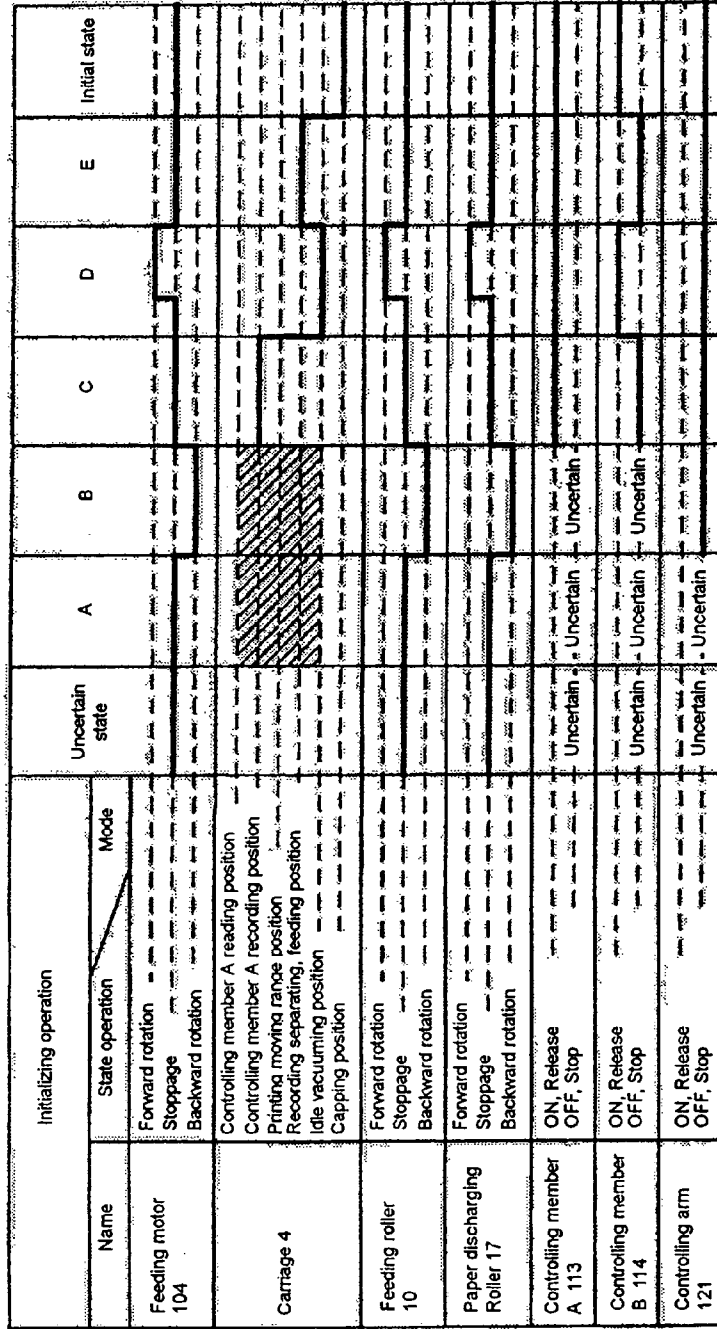 Initializing operation
Name
State operation
Mode
Uncertain
state
A
B
C
D
E
Initial state
Feeding motor
104
Forward rotation
Stoppage
Backward rotation
Carriage 4
Controlling member A reading position
Controlling member A recording position
Printing moving range position
Recording separating, feeding position
Idle vacuuming position
Capping position
Feeding roller
10
Forward rotation
Stoppage
Backward rotation
Paper discharging
Roller 17
Forward rotation
Stoppage
Backward rotation
Controlling member
A 113
ON, Release
OFF, Stop
Uncertain
Uncertain
Uncertain
Controlling member
B 114
ON, Release
OFF, Stop
Uncertain
Uncertain
Uncertain
Controlling arm
121
ON, Release
OFF, Stop
Uncertain
Uncertain